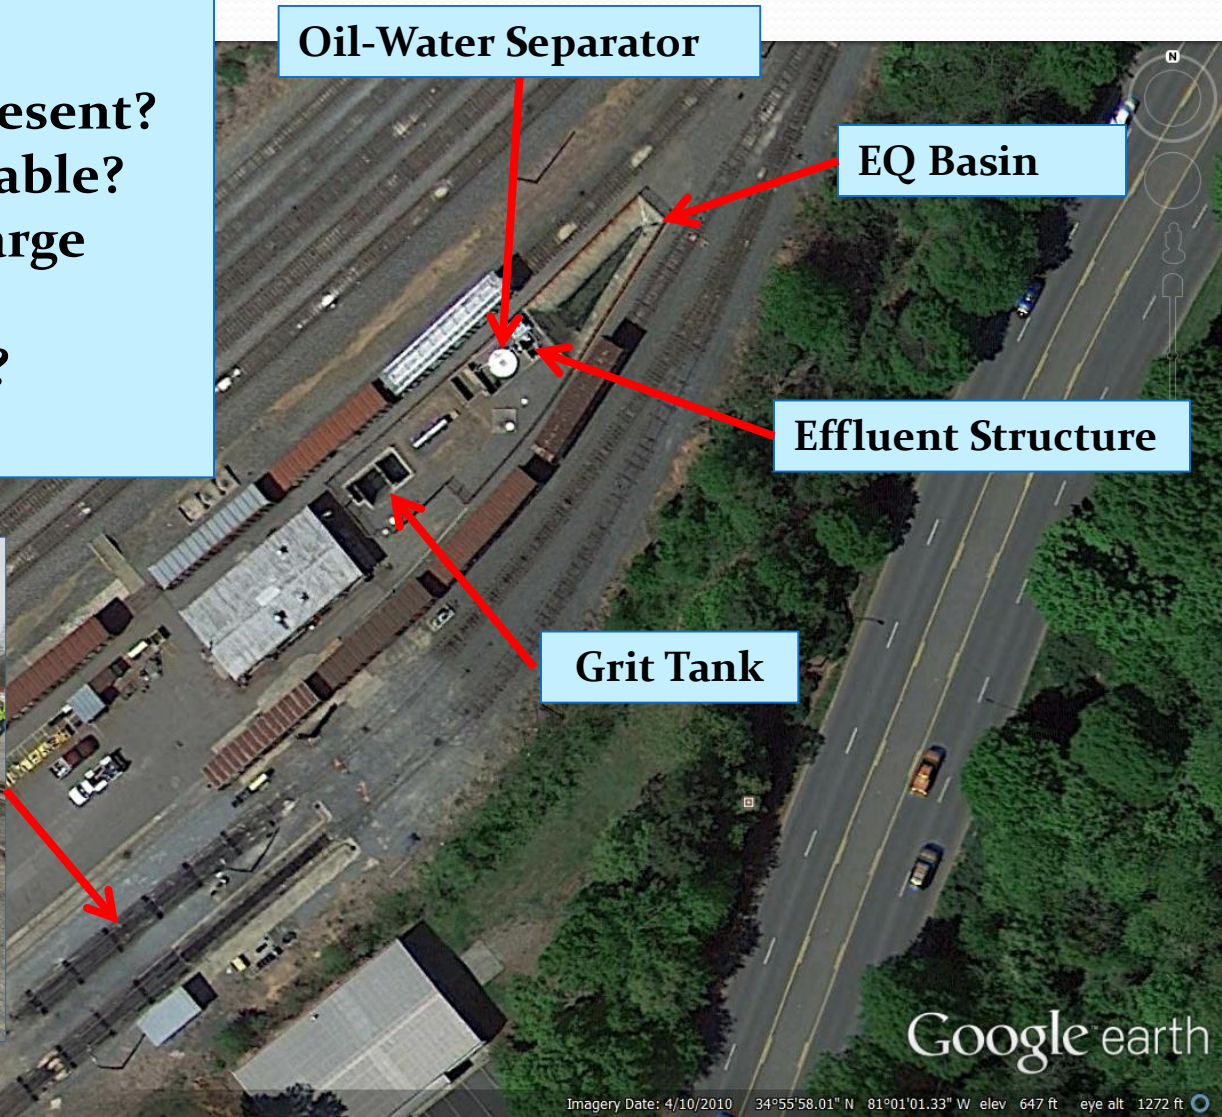 Oil-Water Separator
esent?
able?
arge
?
EQ Basin
Effluent Structure
Grit Tank
N
Google earth
Imagery Date: 4/10/2010 34°55'58.01" N 81°01'01.33" W elev 647 ft eye alt 1272 ft